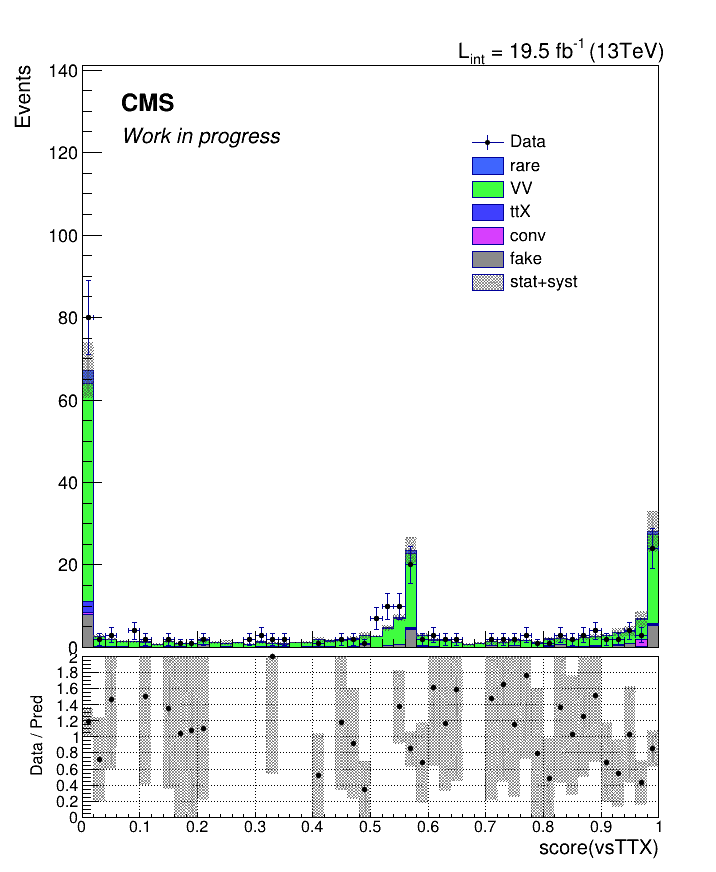 L_int = 19.5 fb^-1 (13TeV)
Events
140
120
100
80
60
40
20
0
CMS
Work in progress
Data
rare
VV
ttX
conv
fake
stat+syst
Data / Pred
2
1.8
1.6
1.4
1.2
1
0.8
0.6
0.4
0.2
0
0 0.1 0.2 0.3 0.4 0.5 0.6 0.7 0.8 0.9 1
score(vsTTX)